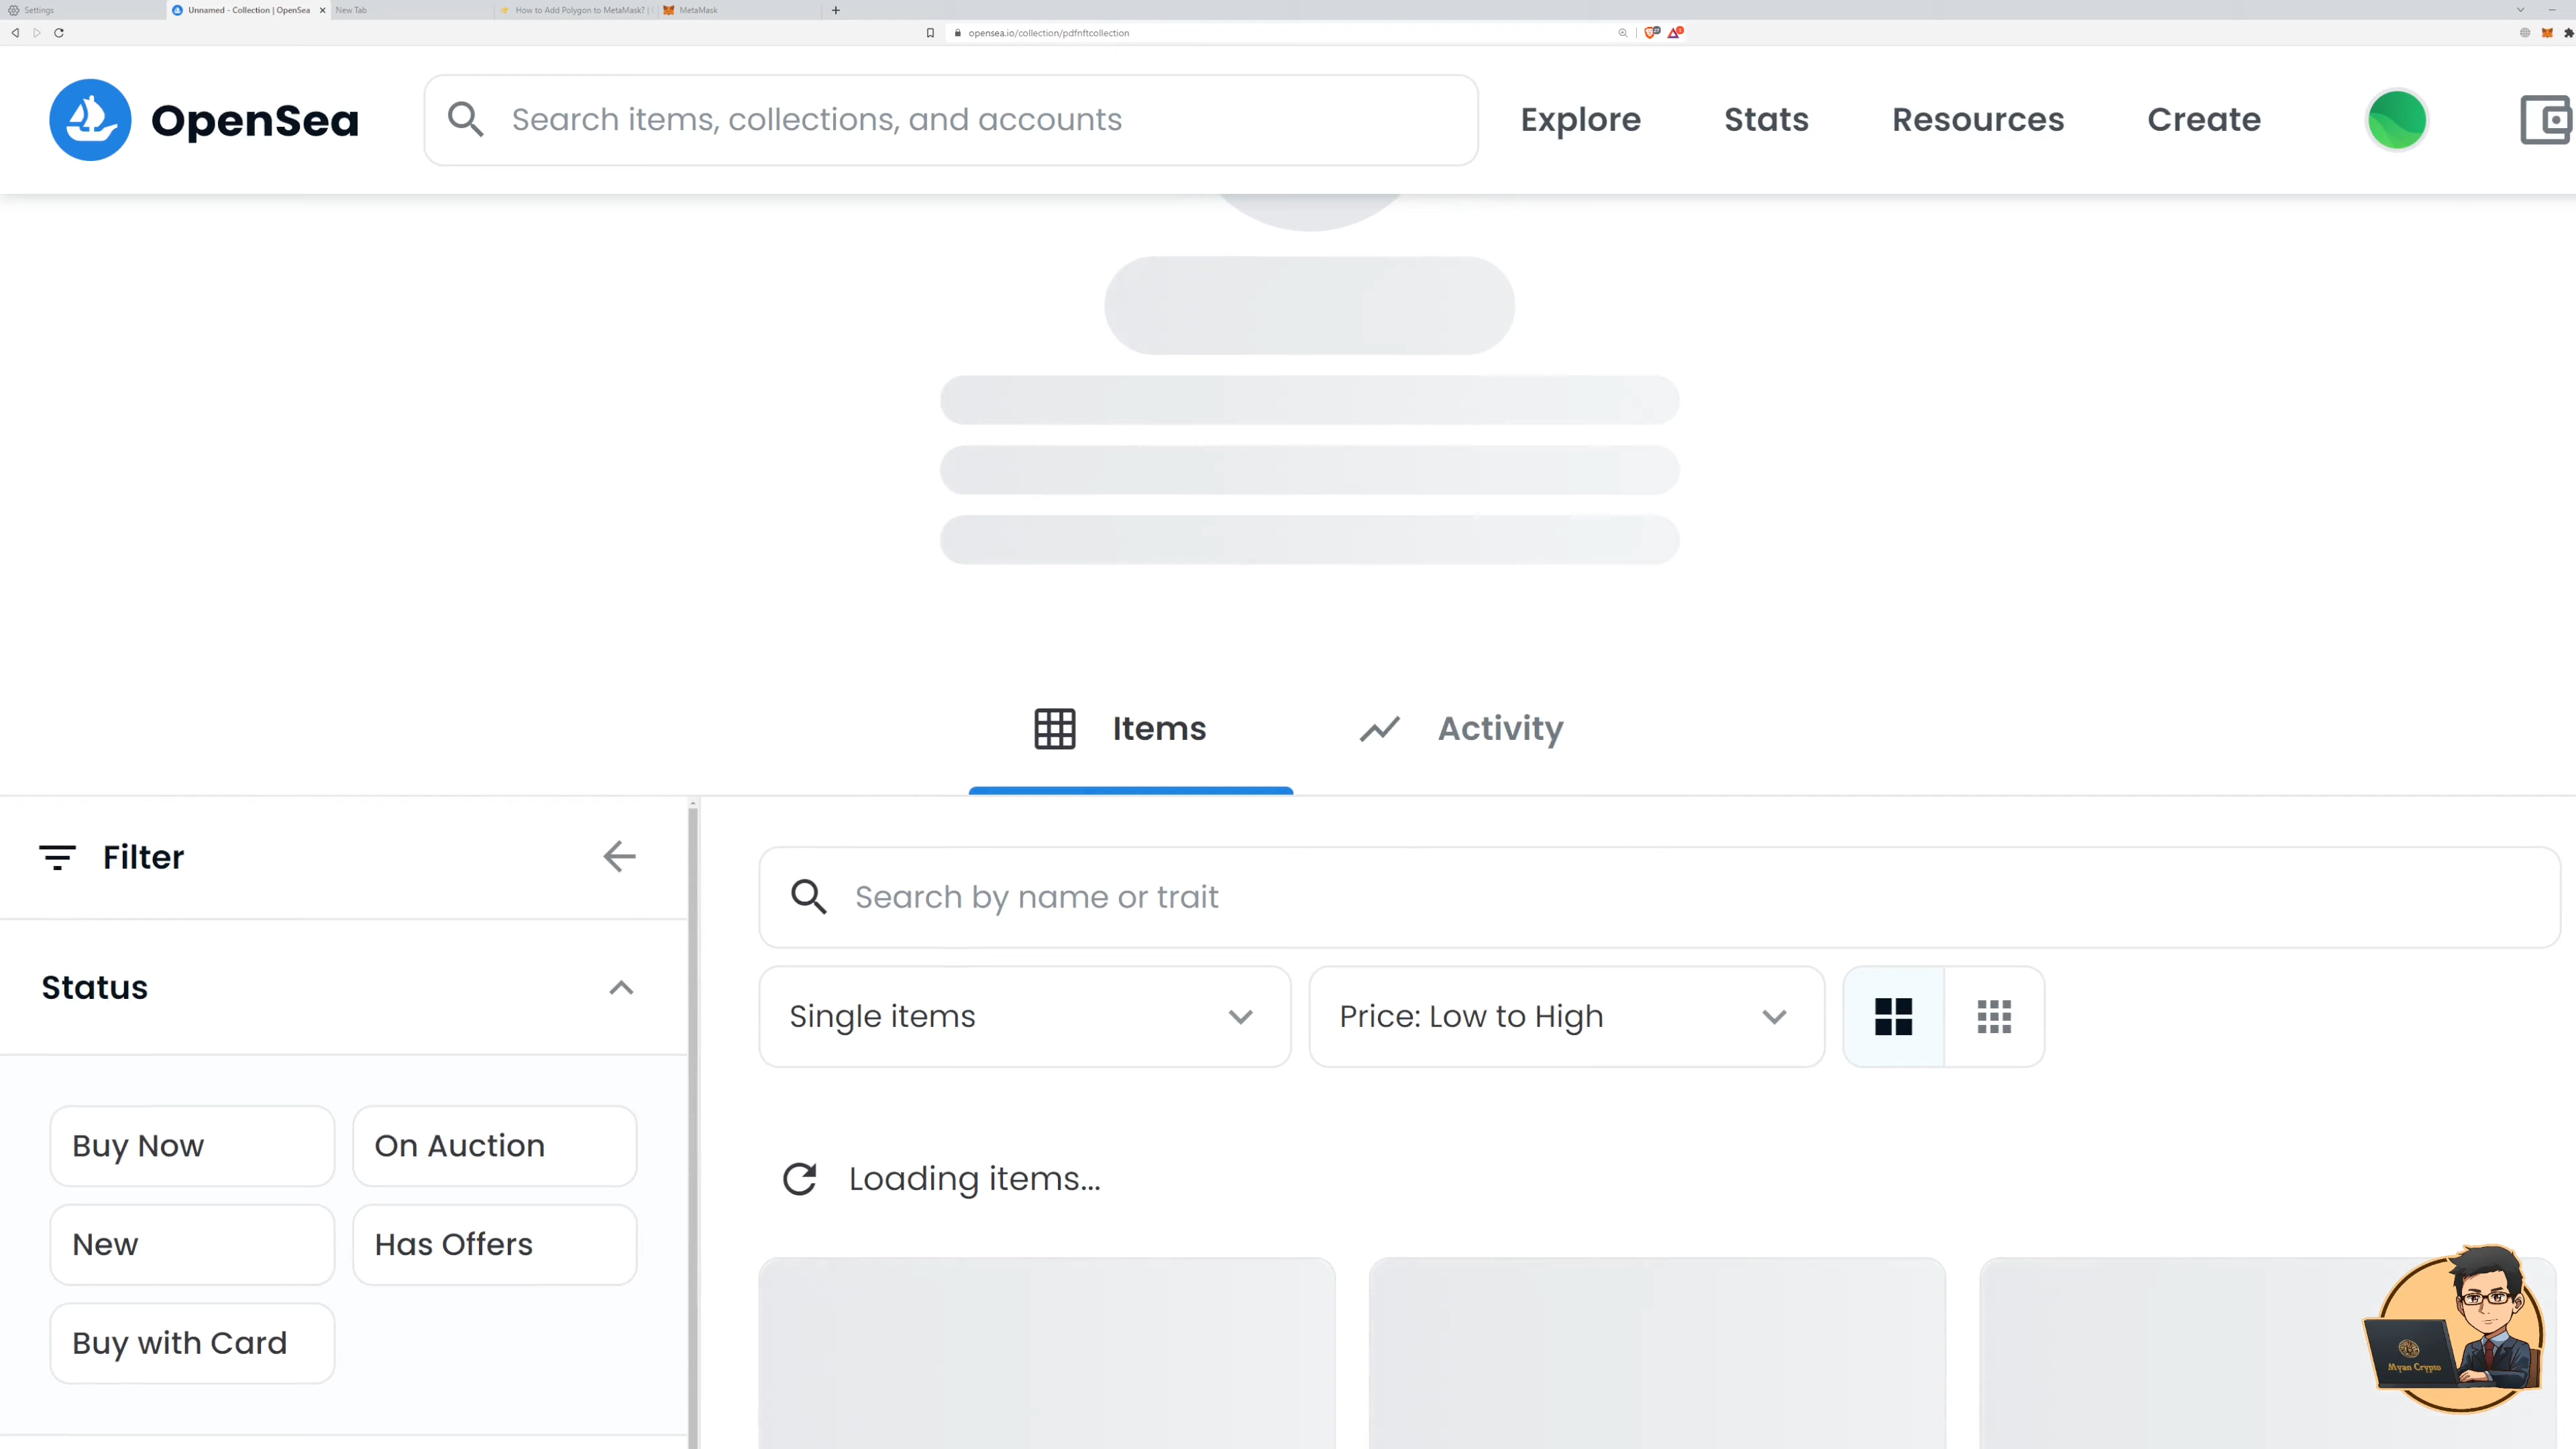 Settings
Unnamed - Collection | OpenSea
New Tab
How to Add Polygon to MetaMask? |
MetaMask
opensea.io/collection/pdfnftcollection
OpenSea
Search items, collections, and accounts
Explore
Stats
Resources
Create
Items
Activity
Filter
Search by name or trait
Status
Single items
Price: Low to High
Buy Now
On Auction
Loading items...
New
Has Offers
Buy with Card
Myan Crypto